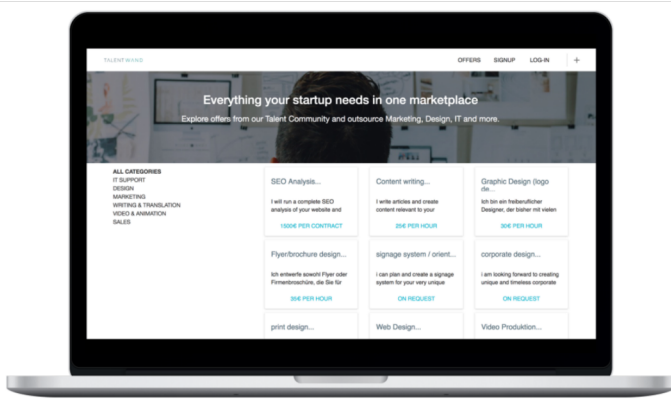 TALENT WAND
OFFERS SIGNUP LOG-IN +
Everything your startup needs in one marketplace
Explore offers from our Talent Community and outsource Marketing, Design, IT and more.
ALL CATEGORIES
IT SUPPORT
DESIGN
MARKETING
WRITING & TRANSLATION
VIDEO & ANIMATION
SALES
SEO Analysis...
I will run a complete SEO
analysis of your website and
1500€ PER CONTRACT
Content writing...
I write articles and create
content relevant to your
25€ PER HOUR
Graphic Design (logo
de...
Ich bin ein freiberuflicher
Designer, der bisher mit vielen
30€ PER HOUR
Flyer/brochure design...
Ich entwerfe sowohl Flyer oder
Firmenbroschüre, die Sie für
30€ PER HOUR
signage system / orient...
i can plan and create a signage
system for your very unique
ON REQUEST
corporate design...
i am looking forward to creating
unique and timeless corporate
ON REQUEST
print design...
Web Design...
Video Produktion...